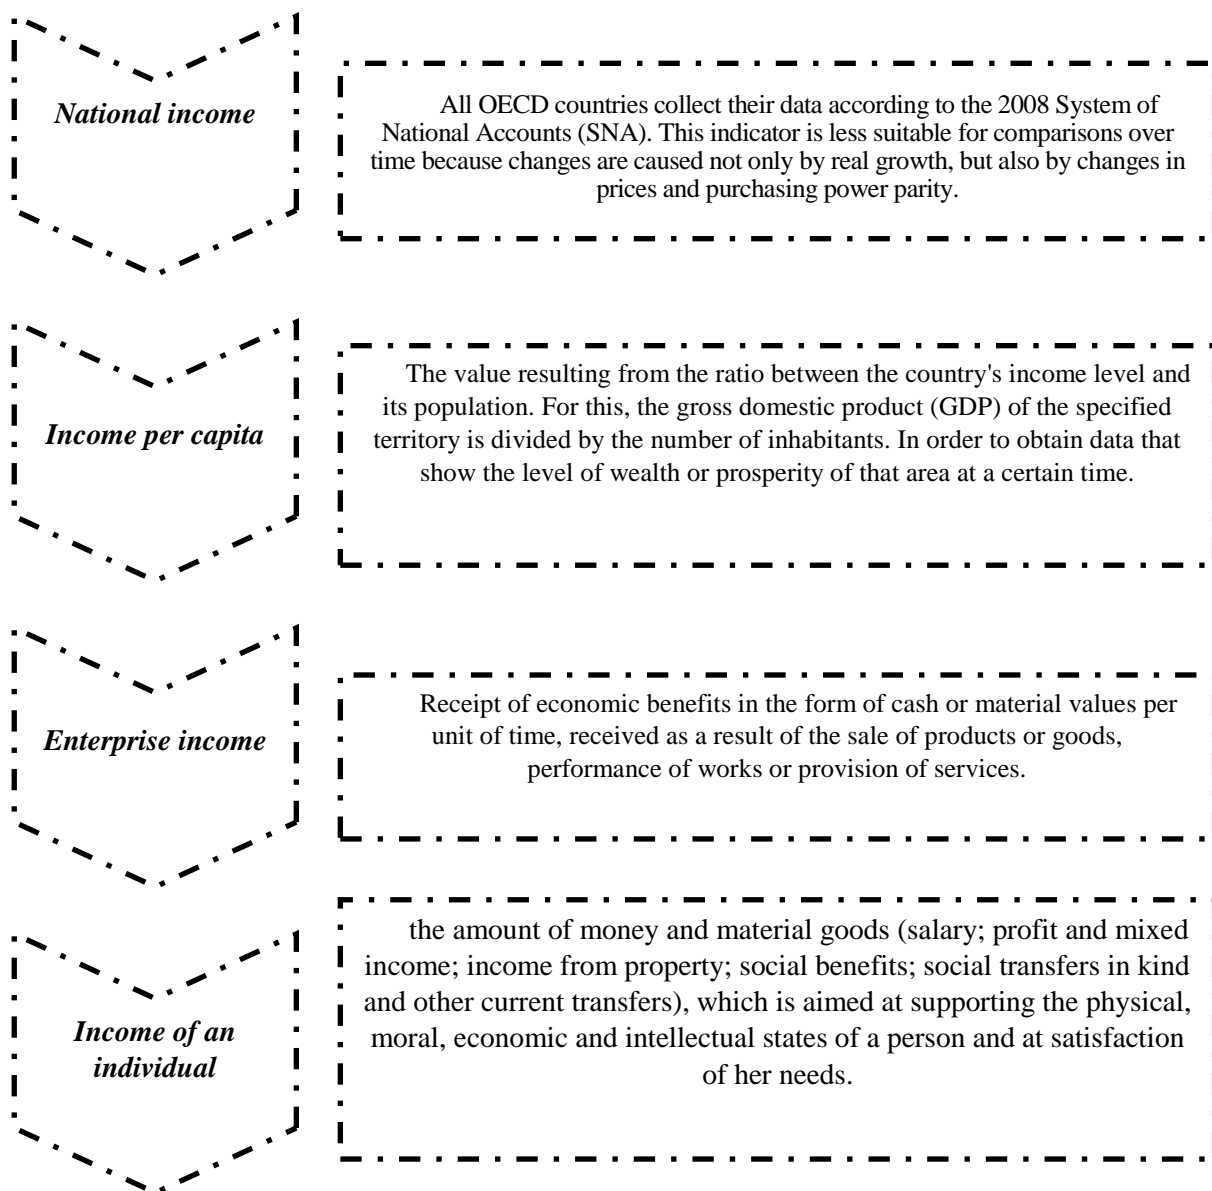 National income
All OECD countries collect their data according to the 2008 System of
National Accounts (SNA). This indicator is less suitable for comparisons over
time because changes are caused not only by real growth, but also by changes in
prices and purchasing power parity.
Income per capita
The value resulting from the ratio between the country's income level and
its population. For this, the gross domestic product (GDP) of the specified
territory is divided by the number of inhabitants. In order to obtain data that
show the level of wealth or prosperity of that area at a certain time.
Enterprise income
Receipt of economic benefits in the form of cash or material values per
unit of time, received as a result of the sale of products or goods,
performance of works or provision of services.
Income of an
individual
the amount of money and material goods (salary; profit and mixed
income; income from property; social benefits; social transfers in kind
and other current transfers), which is aimed at supporting the physical,
moral, economic and intellectual states of a person and at satisfaction
of her needs.